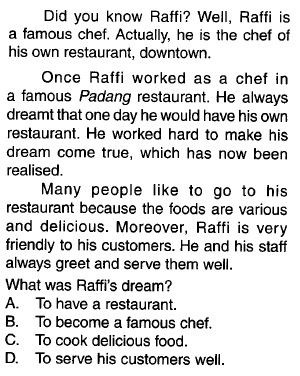 Did you know Raffi? Well, Raffi is
a famous chef. Actually, he is the chef of
his own restaurant, downtown.
Once Raffi worked as a chef in
a famous Padang restaurant. He always
dreamt that one day he would have his own
restaurant. He worked hard to make his
dream come true, which has now been
realised.
Many people like to go to his
restaurant because the foods are various
and delicious. Moreover, Raffi is very
friendly to his customers. He and his staff
always greet and serve them well.
What was Raffi's dream?
A. To have a restaurant.
B. To become a famous chef.
C. To cook delicious food.
D. To serve his customers well.